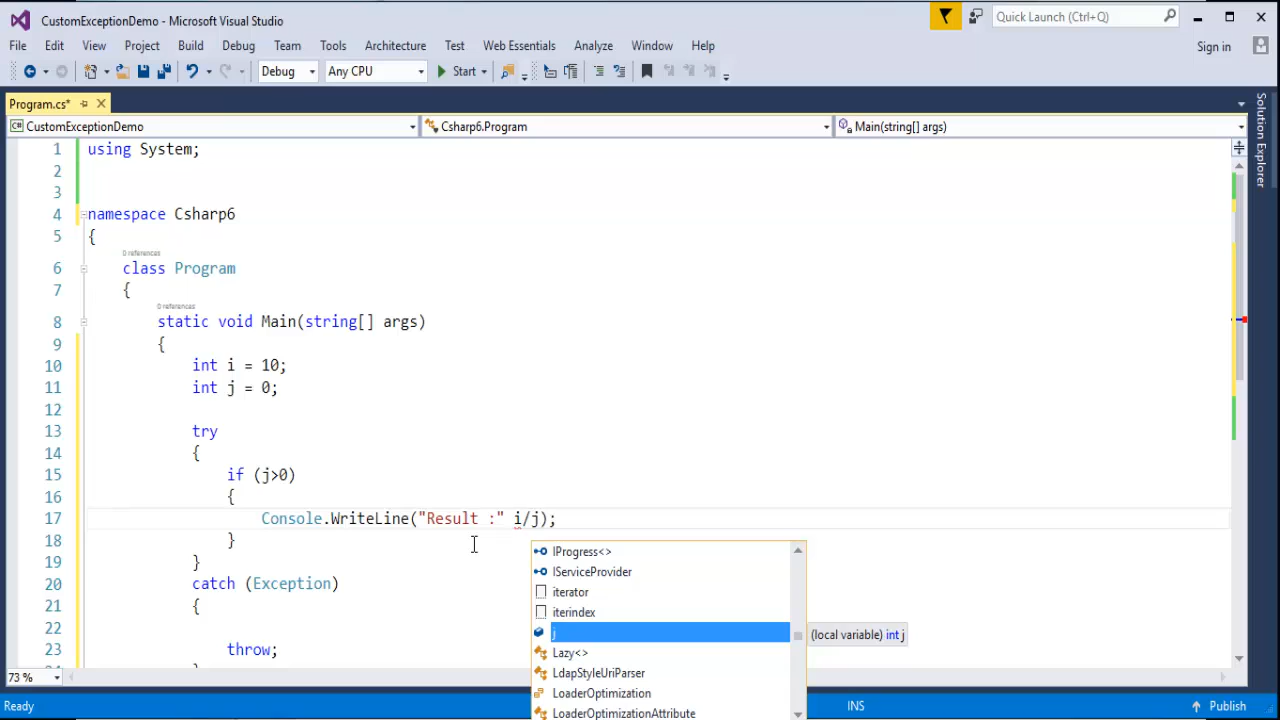 CustomExceptionDemo - Microsoft Visual Studio
Quick Launch (Ctrl+Q)
File Edit View Project Build Debug Team Tools Architecture Test Web Essentials Analyze Window Help
Sign in
Debug Any CPU Start
Program.cs*
CustomExceptionDemo Csharp6.Program Main(string[] args)
Solution Explorer
1 using System;
2
3
4 namespace Csharp6
5 {
0 references
6 class Program
7 {
0 references
8 static void Main(string[] args)
9 {
10 int i = 10;
11 int j = 0;
12
13 try
14 {
15 if (j>0)
16 {
17 Console.WriteLine("Result :" i/j);
18 }
19 }
20 catch (Exception)
21 {
22
23 throw;
IProgress<>
IServiceProvider
iterator
iterindex
j
(local variable) int j
Lazy<>
LdapStyleUriParser
LoaderOptimization
LoaderOptimizationAttribute
73 %
Ready INS Publish